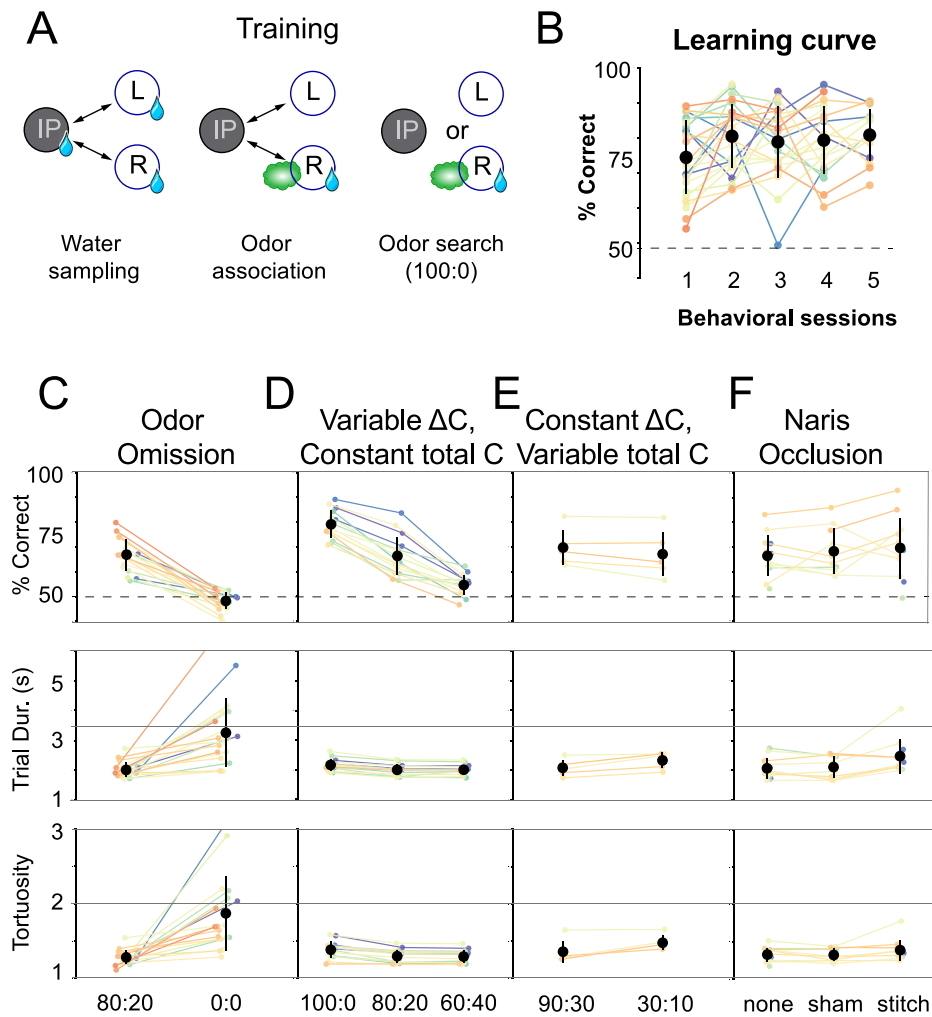 A
Training
IP
L
R
IP
L
R
IP
L
or
R
Water
sampling
Odor
association
Odor search
(100:0)
B
Learning curve
100
75
50
% Correct
1 2 3 4 5
Behavioral sessions
C
Odor
Omission
D
Variable ΔC,
Constant total C
E
Constant ΔC,
Variable total C
F
Naris
Occlusion
100
75
50
% Correct
5
3
1
Trial Dur. (s)
3
2
1
Tortuosity
80:20 0:0
100:0 80:20 60:40
90:30 30:10
none sham stitch